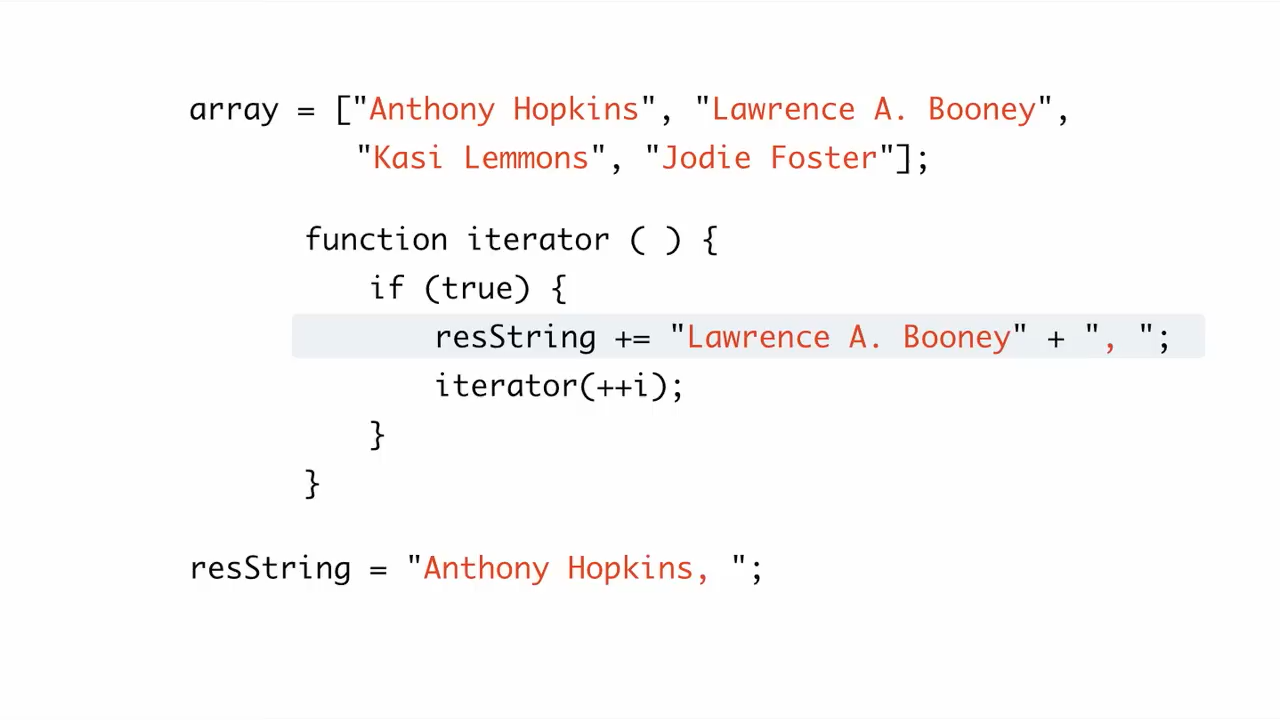 array = ["Anthony Hopkins", "Lawrence A. Booney",
"Kasi Lemmons", "Jodie Foster"];
function iterator ( ) {
if (true) {
resString += "Lawrence A. Booney" + ", ";
iterator(++i);
}
}
resString = "Anthony Hopkins, ";